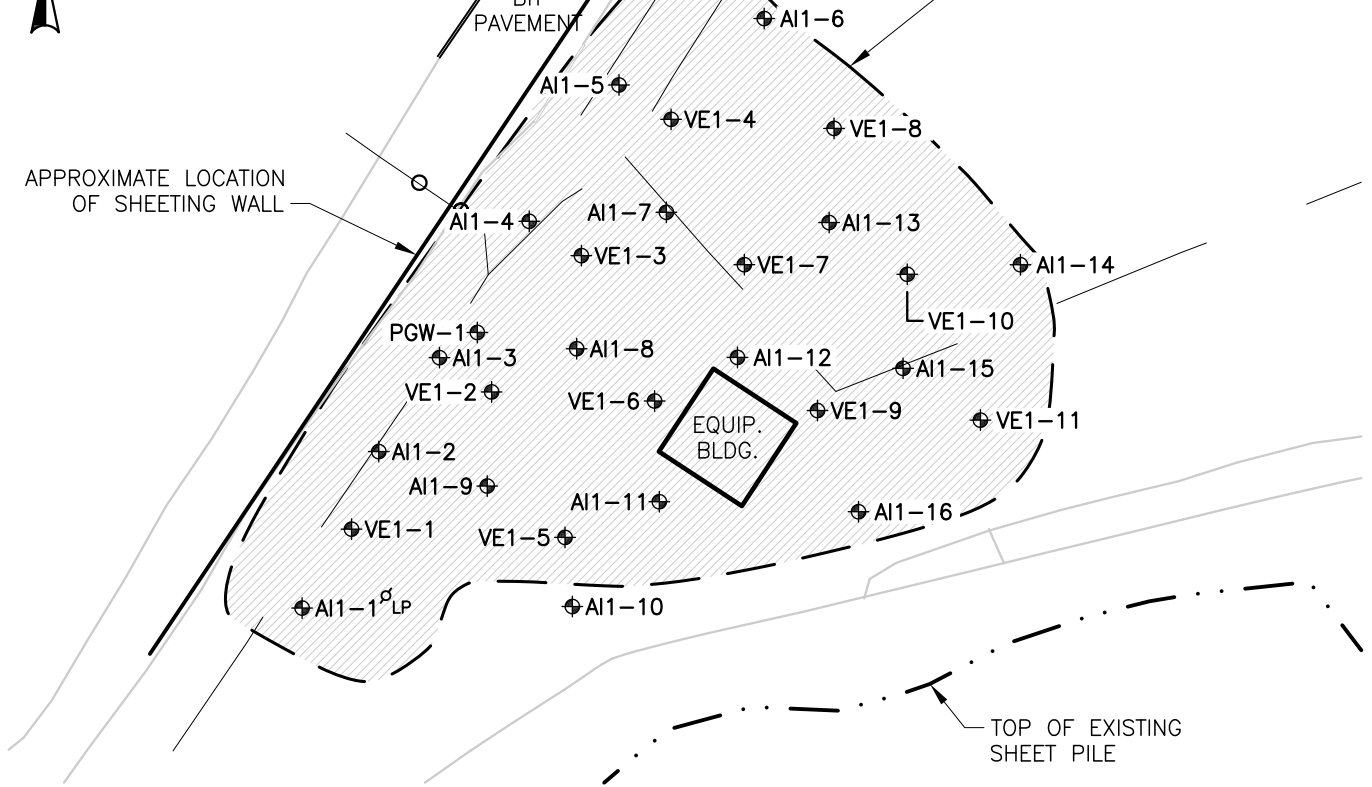 BIT
PAVEMENT
AI1-6
AI1-5
VE1-4
VE1-8
APPROXIMATE LOCATION
OF SHEETING WALL
AI1-4
AI1-7
AI1-13
VE1-3
VE1-7
AI1-14
VE1-10
PGW-1
AI1-3
AI1-8
AI1-12
AI1-15
VE1-2
VE1-6
VE1-9
VE1-11
EQUIP.
BLDG.
AI1-2
AI1-9
AI1-11
AI1-16
VE1-1
VE1-5
AI1-1
LP
AI1-10
TOP OF EXISTING
SHEET PILE